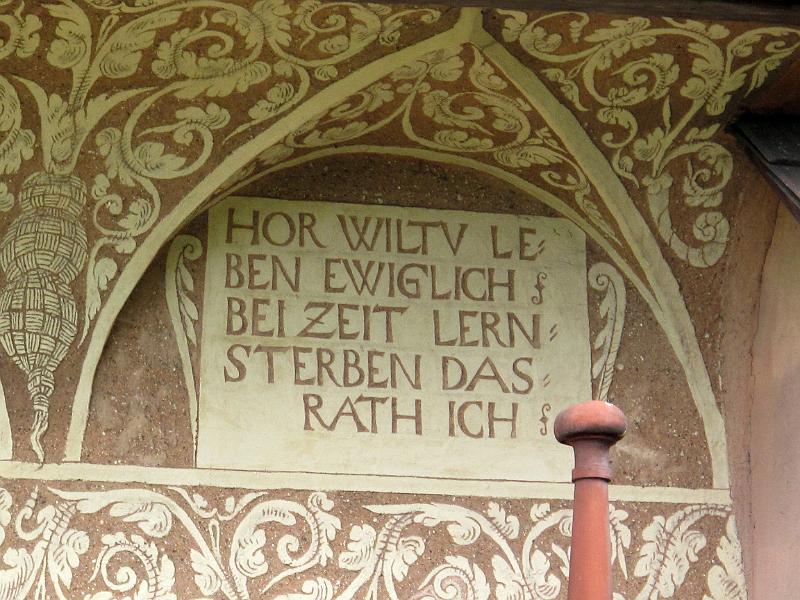 HOR WILTV LE⸗
BEN EWIGLICH
BEI ZEIT LERN⸗
STERBEN DAS⸗
RATH ICH